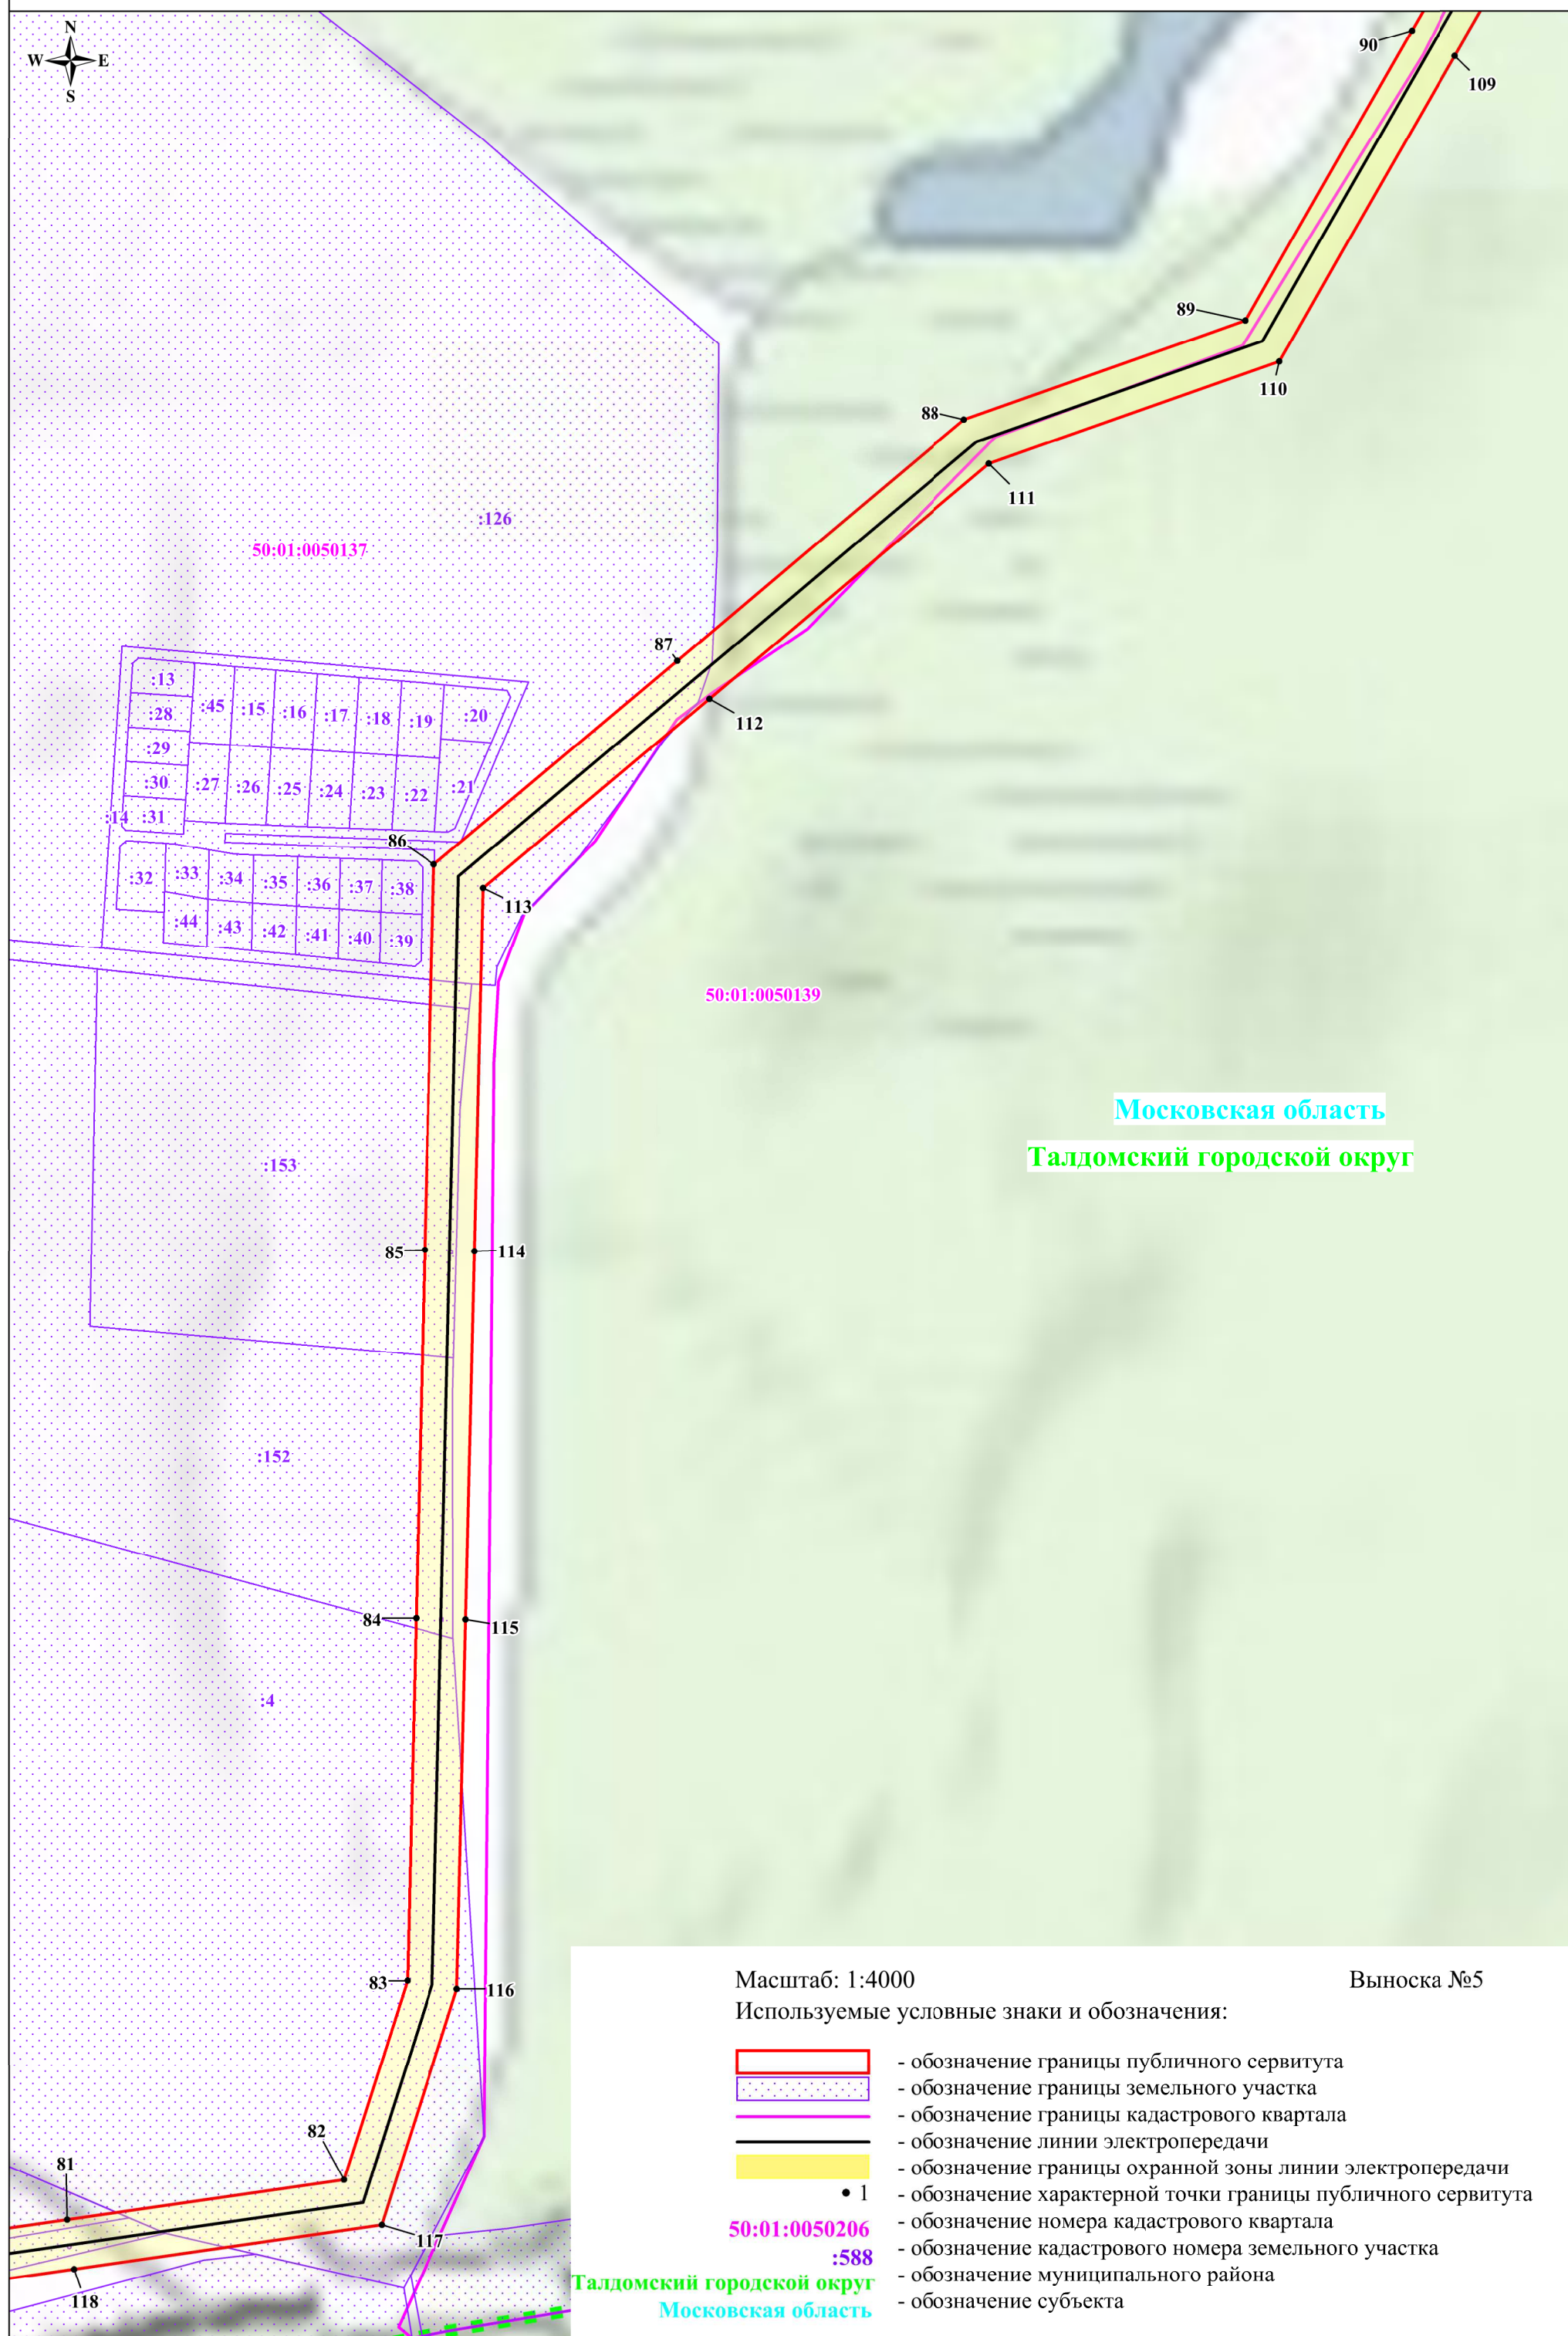 N
W E
S
90
109
89
110
88
111
:126
50:01:0050137
87
112
:13
:28
:29
:30
:14 :31
:45 :15 :16 :17 :18 :19 :20
:27 :26 :25 :24 :23 :22 :21
86
:32 :33 :34 :35 :36 :37 :38
:44 :43 :42 :41 :40 :39
113
50:01:0050139
Московская область
Талдомский городской округ
:153
85
114
:152
84
115
:4
83
116
82
81
117
118
Масштаб: 1:4000 Выноска №5
Используемые условные знаки и обозначения:
- обозначение границы публичного сервитута
- обозначение границы земельного участка
- обозначение границы кадастрового квартала
- обозначение линии электропередачи
- обозначение границы охранной зоны линии электропередачи
1 - обозначение характерной точки границы публичного сервитута
50:01:0050206 - обозначение номера кадастрового квартала
:588 - обозначение кадастрового номера земельного участка
Талдомский городской округ - обозначение муниципального района
Московская область - обозначение субъекта